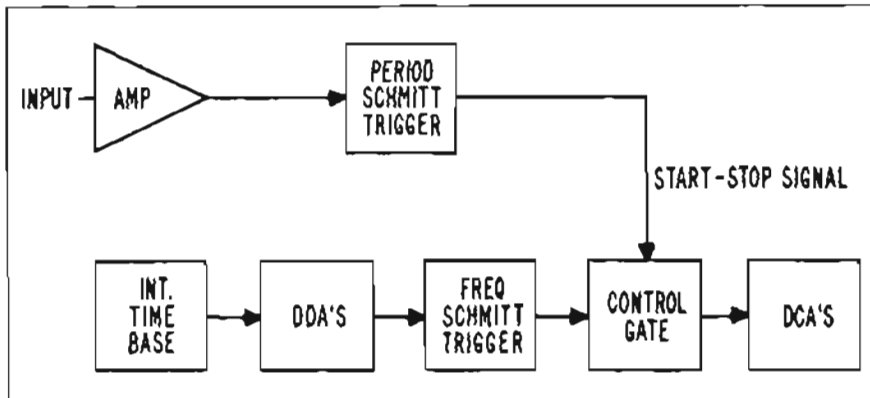 INPUT
AMP
PERIOD
SCHMITT
TRIGGER
START-STOP SIGNAL
INT.
TIME
BASE
DDA'S
FREQ
SCHMITT
TRIGGER
CONTROL
GATE
DCA'S